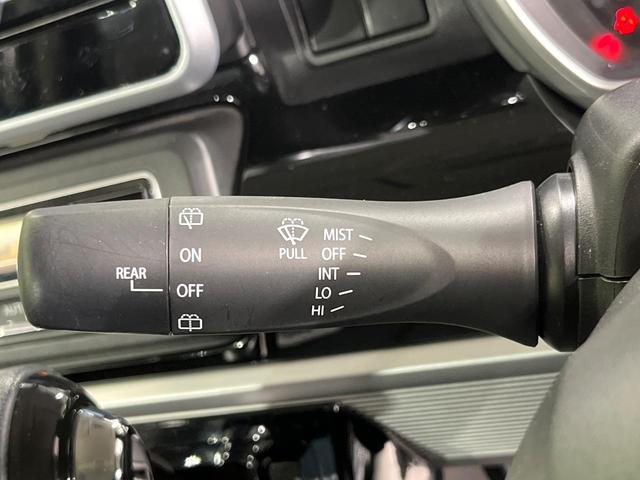 ON
REAR
OFF
PULL
MIST
OFF
INT
LO
HI